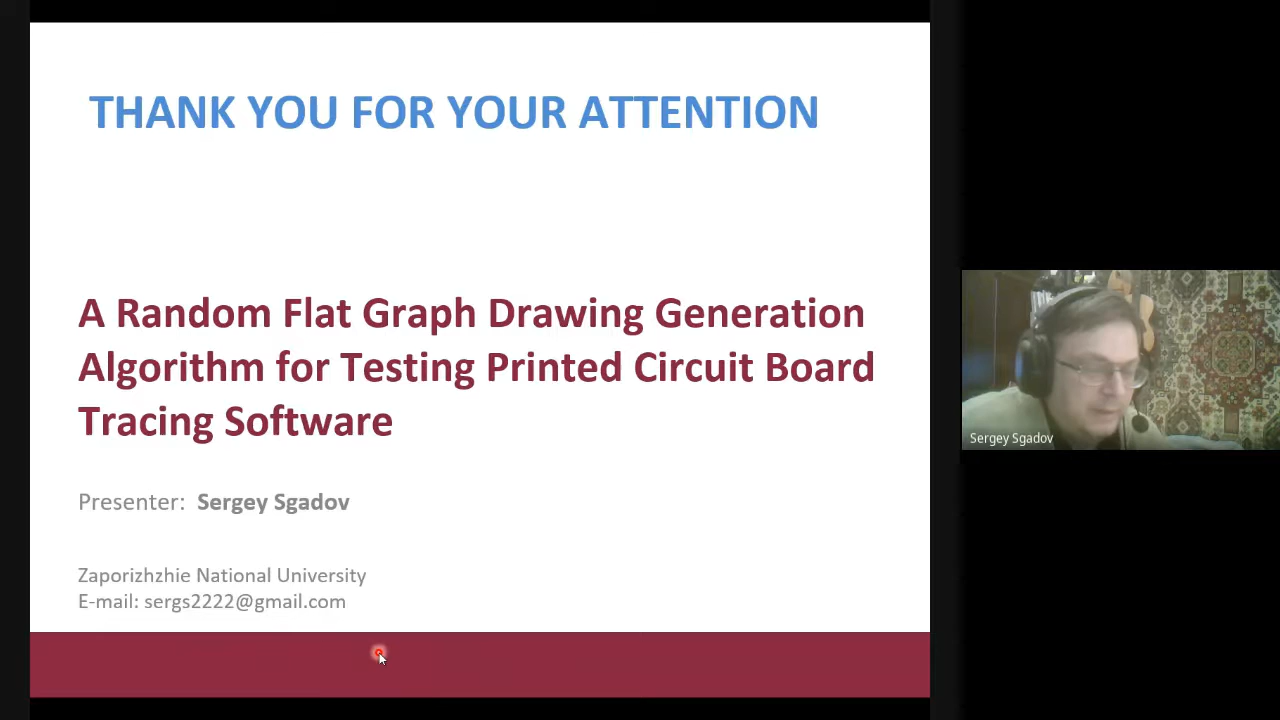 THANK YOU FOR YOUR ATTENTION
A Random Flat Graph Drawing Generation
Algorithm for Testing Printed Circuit Board
Tracing Software
Presenter: Sergey Sgadov
Zaporizhzhie National University
E-mail: sergs2222@gmail.com
Sergey Sgadov